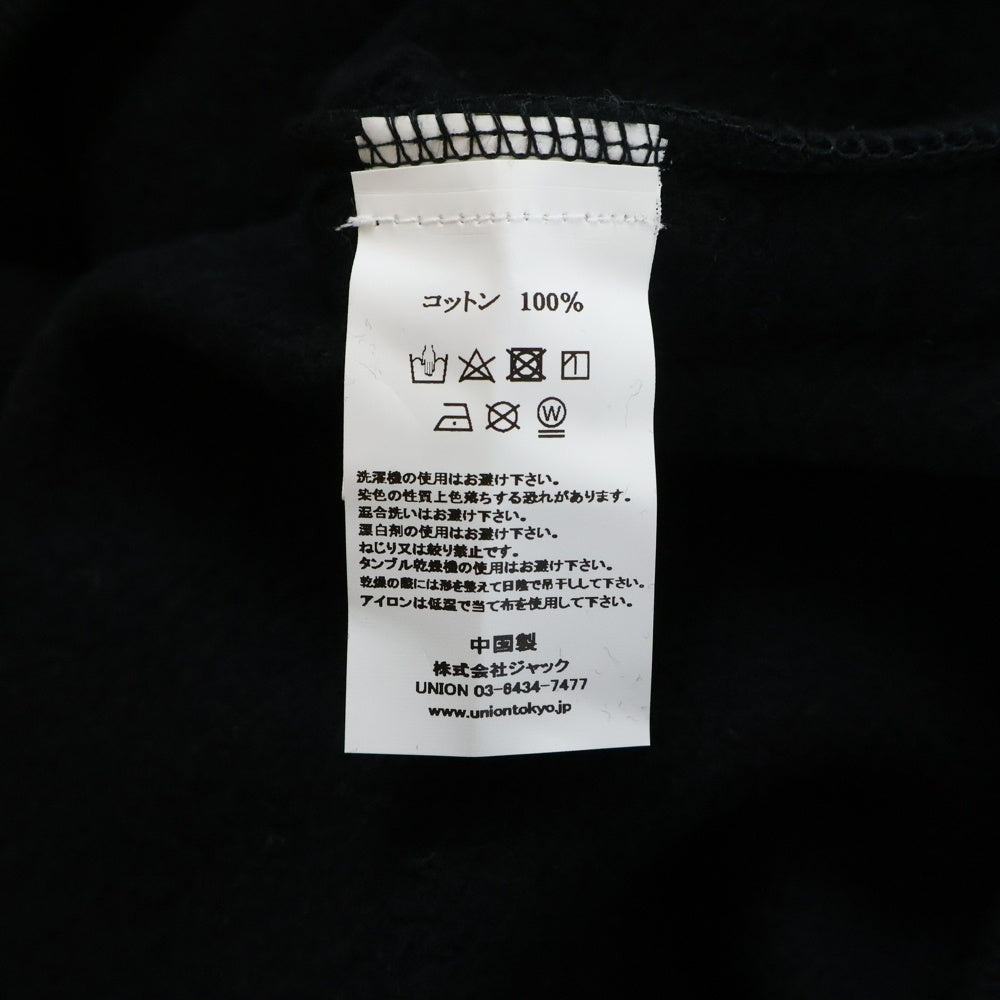 コットン 100%
W
洗濯機の使用はお避け下さい。
染色の性質上色落ちする恐れがあります。
混合洗いはお避け下さい。
漂白剤の使用はお避け下さい。
ねじり又は絞り禁止です。
タンブル乾燥機の使用はお避け下さい。
乾燥の際には形を整えて日陰で吊干しして下さい。
アイロンは低温で当て布を使用して下さい。
中国製
株式会社ジャック
UNION 03-6434-7477
www.uniontokyo.jp